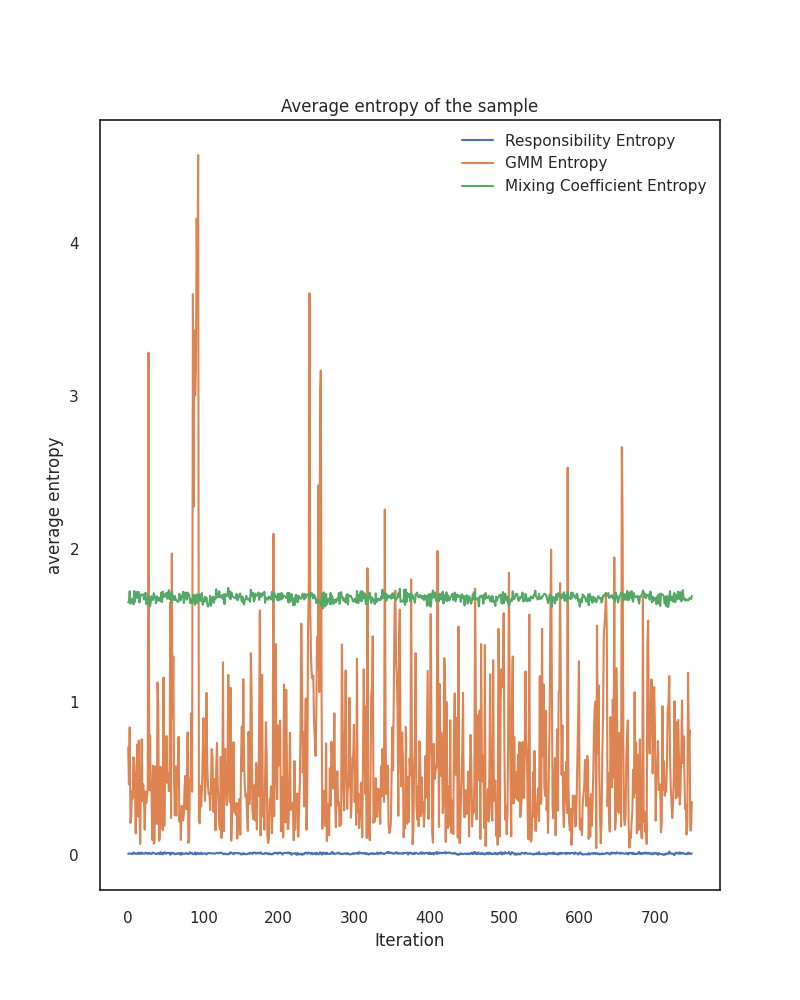 Average entropy of the sample
Responsibility Entropy
GMM Entropy
Mixing Coefficient Entropy
average entropy
4
3
2
1
0
0 100 200 300 400 500 600 700
Iteration